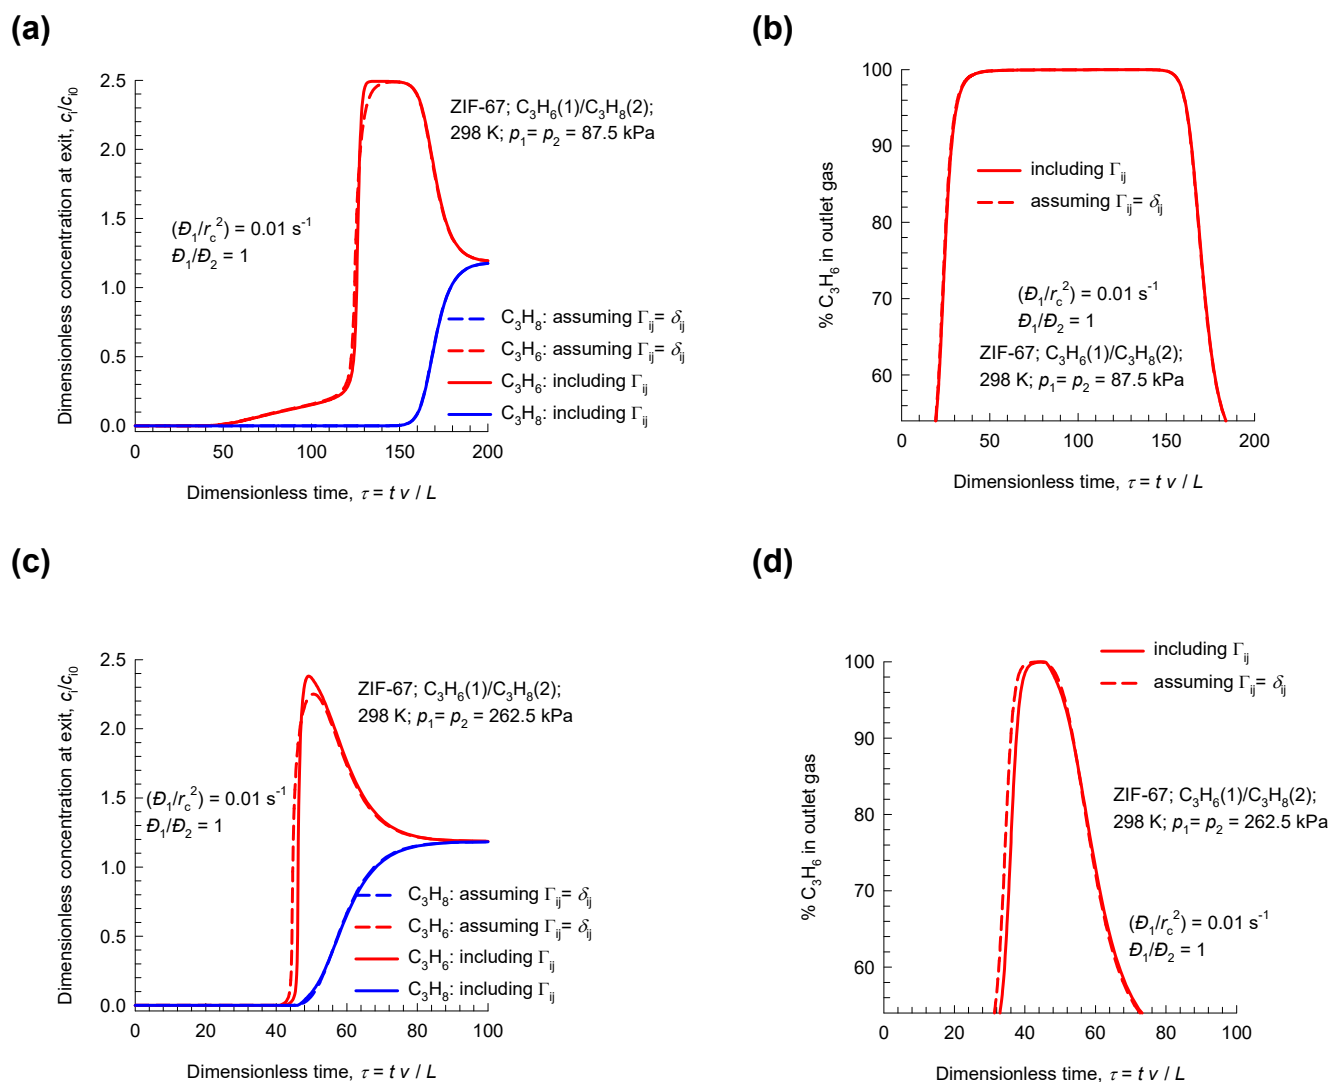 (a)
2.5
2.0
1.5
1.0
0.5
0.0
0
50
100
150
200
Dimensionless concentration at exit, cᵢ/cᵢ₀
Dimensionless time, τ = t v / L
ZIF-67; C₃H₆(1)/C₃H₈(2);
298 K; p₁= p₂ = 87.5 kPa
(Đ₁/r_c²) = 0.01 s⁻¹
Đ₁/Đ₂ = 1
C₃H₈: assuming Γᵢⱼ= δᵢⱼ
C₃H₆: assuming Γᵢⱼ= δᵢⱼ
C₃H₆: including Γᵢⱼ
C₃H₈: including Γᵢⱼ
(b)
100
90
80
70
60
0
50
100
150
200
% C₃H₆ in outlet gas
Dimensionless time, τ = t v / L
including Γᵢⱼ
assuming Γᵢⱼ= δᵢⱼ
(Đ₁/r_c²) = 0.01 s⁻¹
Đ₁/Đ₂ = 1
ZIF-67; C₃H₆(1)/C₃H₈(2);
298 K; p₁= p₂ = 87.5 kPa
(c)
2.5
2.0
1.5
1.0
0.5
0.0
0
20
40
60
80
100
Dimensionless concentration at exit, cᵢ/cᵢ₀
Dimensionless time, τ = t v / L
ZIF-67; C₃H₆(1)/C₃H₈(2);
298 K; p₁= p₂ = 262.5 kPa
(Đ₁/r_c²) = 0.01 s⁻¹
Đ₁/Đ₂ = 1
C₃H₈: assuming Γᵢⱼ= δᵢⱼ
C₃H₆: assuming Γᵢⱼ= δᵢⱼ
C₃H₆: including Γᵢⱼ
C₃H₈: including Γᵢⱼ
(d)
100
90
80
70
60
0
20
40
60
80
100
% C₃H₆ in outlet gas
Dimensionless time, τ = t v / L
including Γᵢⱼ
assuming Γᵢⱼ= δᵢⱼ
ZIF-67; C₃H₆(1)/C₃H₈(2);
298 K; p₁= p₂ = 262.5 kPa
(Đ₁/r_c²) = 0.01 s⁻¹
Đ₁/Đ₂ = 1